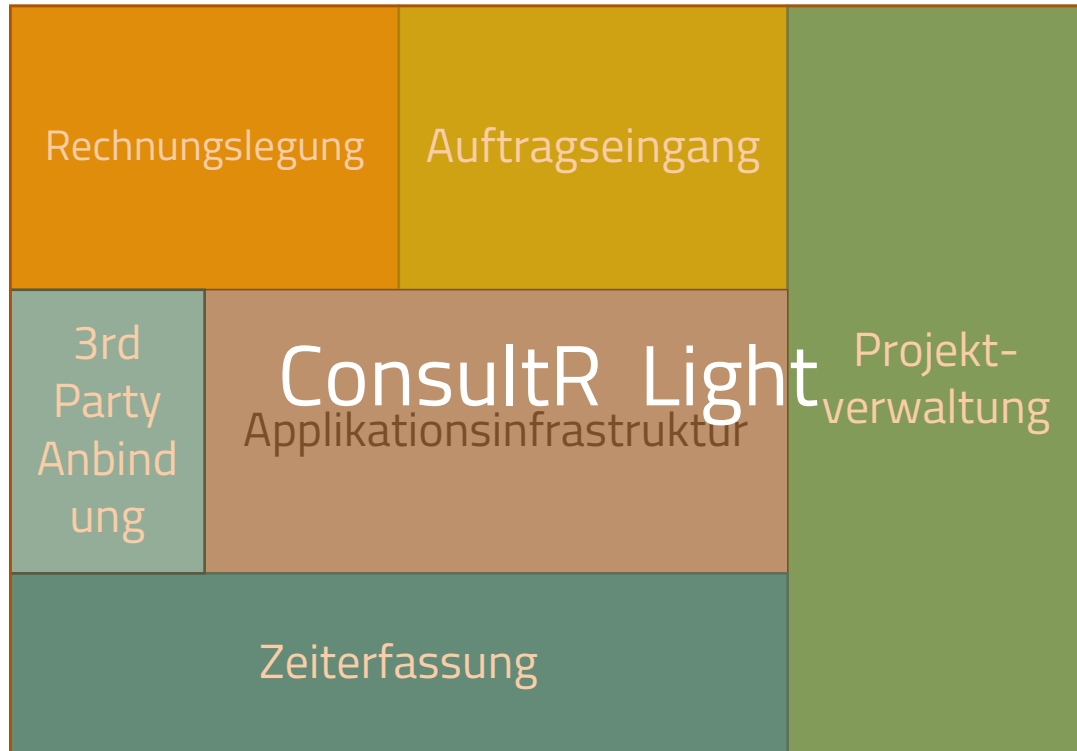 Rechnungslegung
Auftragseingang
3rd
Party
Anbind
ung
ConsultR Light
Applikationsinfrastruktur
Projekt-
verwaltung
Zeiterfassung